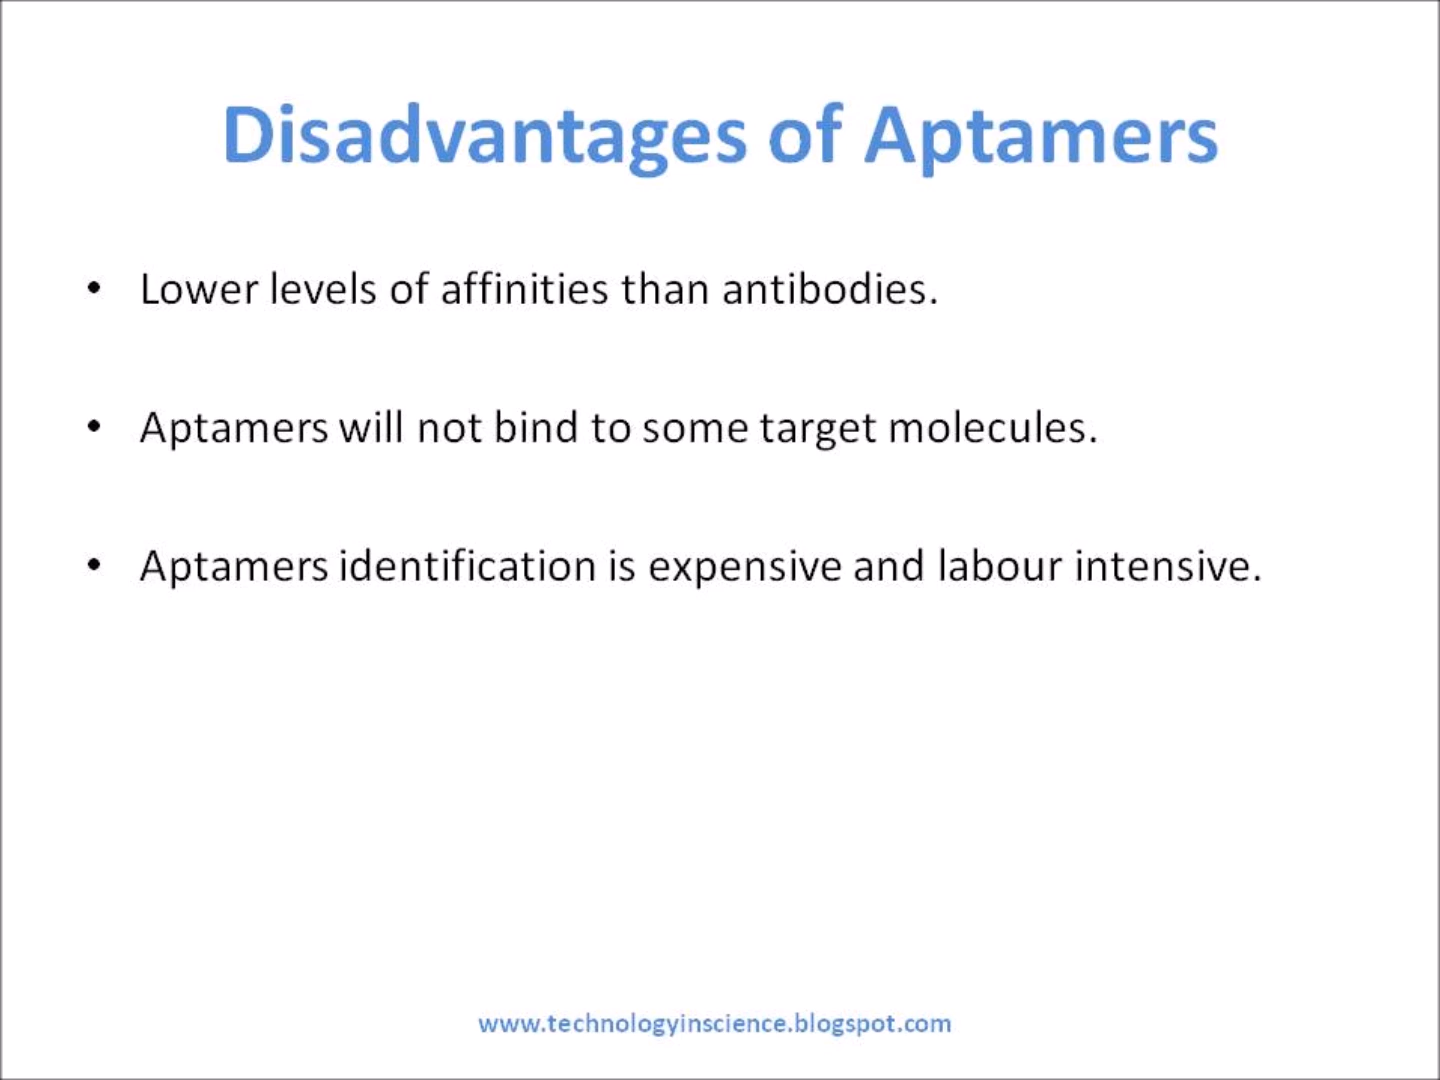 Disadvantages of Aptamers
• Lower levels of affinities than antibodies.
• Aptamers will not bind to some target molecules.
• Aptamers identification is expensive and labour intensive.
www.technologyinscience.blogspot.com